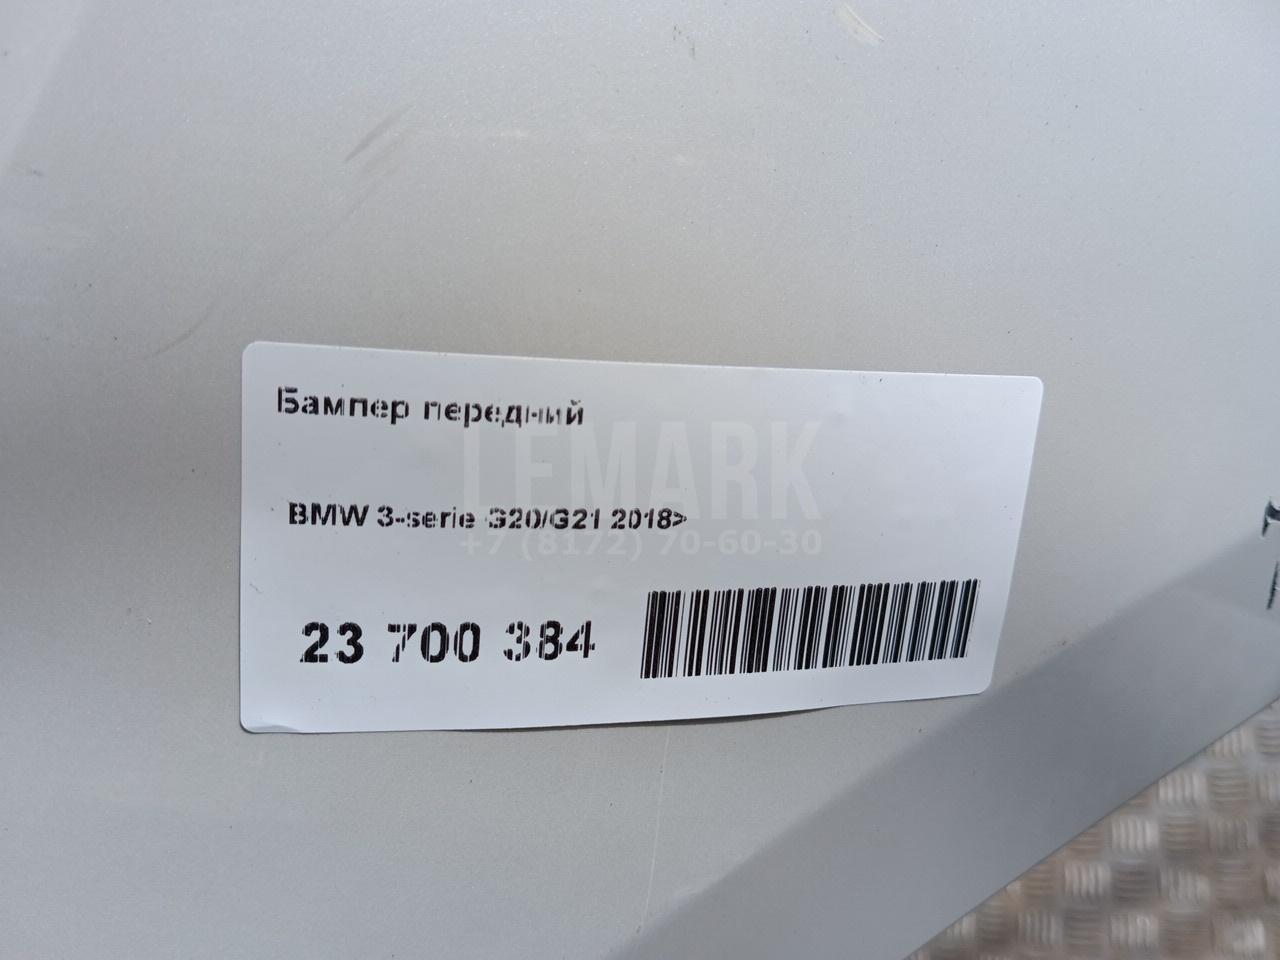 Бампер передний
LEMARK
BMW 3-serie G20/G21 2018>
+7 (8172) 70-60-30
23 700 384